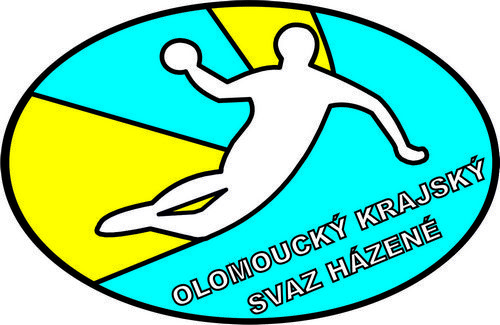 OLOMOUCKÝ KRAJSKÝ
SVAZ HÁZENÉ